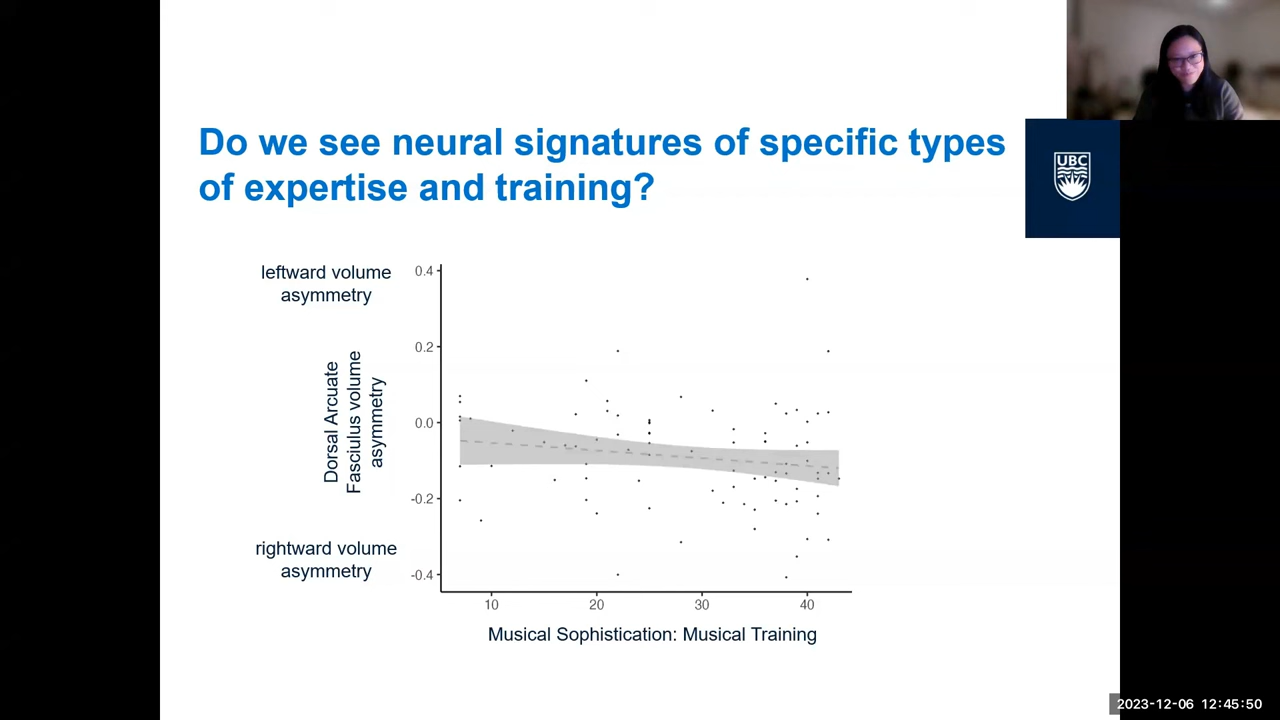 Do we see neural signatures of specific types
of expertise and training?
UBC
leftward volume
asymmetry
Dorsal Arcuate
Fasciulus volume
asymmetry
rightward volume
asymmetry
0.4
0.2
0.0
-0.2
-0.4
10
20
30
40
Musical Sophistication: Musical Training
2023-12-06 12:45:50